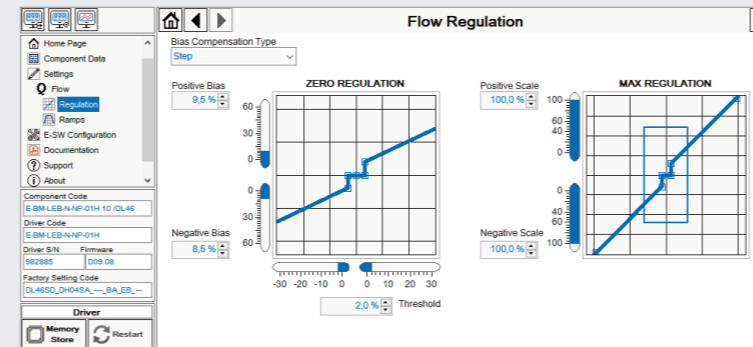 Flow Regulation
Home Page
Component Data
Settings
Flow
Regulation
Ramps
E-SW Configuration
Documentation
Support
About
Component Code
E-BM-LEB-N-NP-01H 10 /DL46
Driver Code
E-BM-LEB-N-NP-01H
Driver S/N Firmware
982885 D09.08
Factory Setting Code
DL46SD_DH04SA_---_BA_EB_---
Driver
Memory
Store
Restart
Bias Compensation Type
Step
Positive Bias
9,5 %
ZERO REGULATION
60
30
0
0
30
60
Negative Bias
8,5 %
-30 -20 -10 0 0 10 20 30
2,0 % Threshold
Positive Scale
100,0 %
MAX REGULATION
100
60
40
0
0
40
60
100
Negative Scale
100,0 %